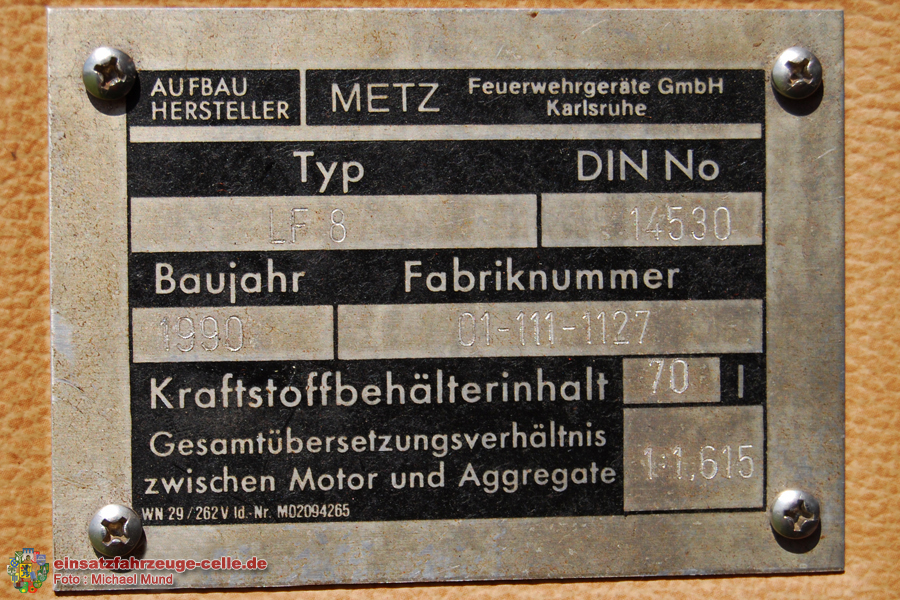 AUFBAU
HERSTELLER
METZ
Feuerwehrgeräte GmbH
Karlsruhe
Typ
DIN No
LF 8
14530
Baujahr
Fabriknummer
1990
01-111-1127
Kraftstoffbehälterinhalt 70 l
Gesamtübersetzungsverhältnis
zwischen Motor und Aggregate
1:1,615
WN 29/262 V Id.-Nr. M02094265
einsatzfahrzeuge-celle.de
Foto : Michael Mund